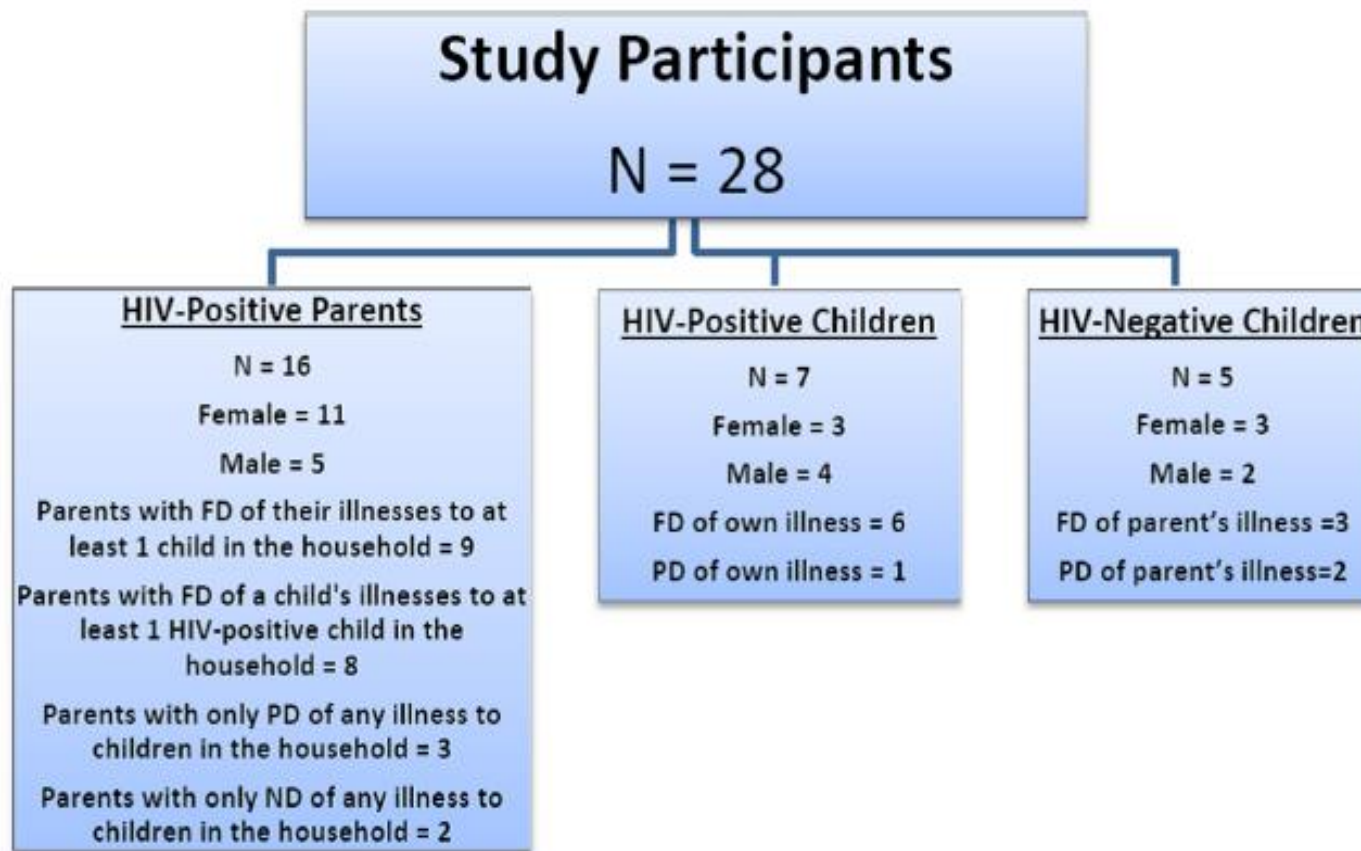 Study Participants
N = 28
HIV-Positive Parents
N = 16
Female = 11
Male = 5
Parents with FD of their illnesses to at
least 1 child in the household = 9
Parents with FD of a child's illnesses to at
least 1 HIV-positive child in the
household = 8
Parents with only PD of any illness to
children in the household = 3
Parents with only ND of any illness to
children in the household = 2
HIV-Positive Children
N = 7
Female = 3
Male = 4
FD of own illness = 6
PD of own illness = 1
HIV-Negative Children
N = 5
Female = 3
Male = 2
FD of parent’s illness =3
PD of parent’s illness=2